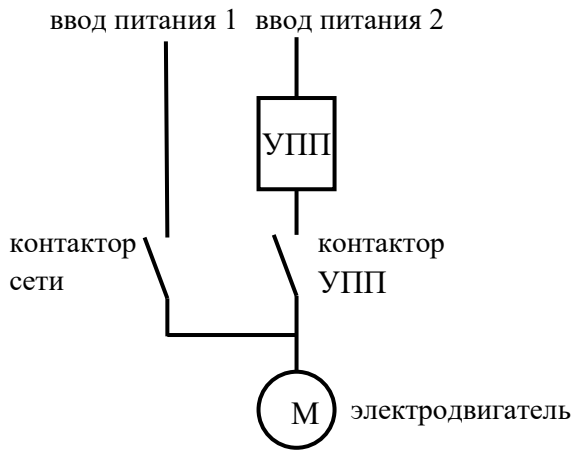 ввод питания 1
ввод питания 2
УПП
контактор
сети
контактор
УПП
М
электродвигатель